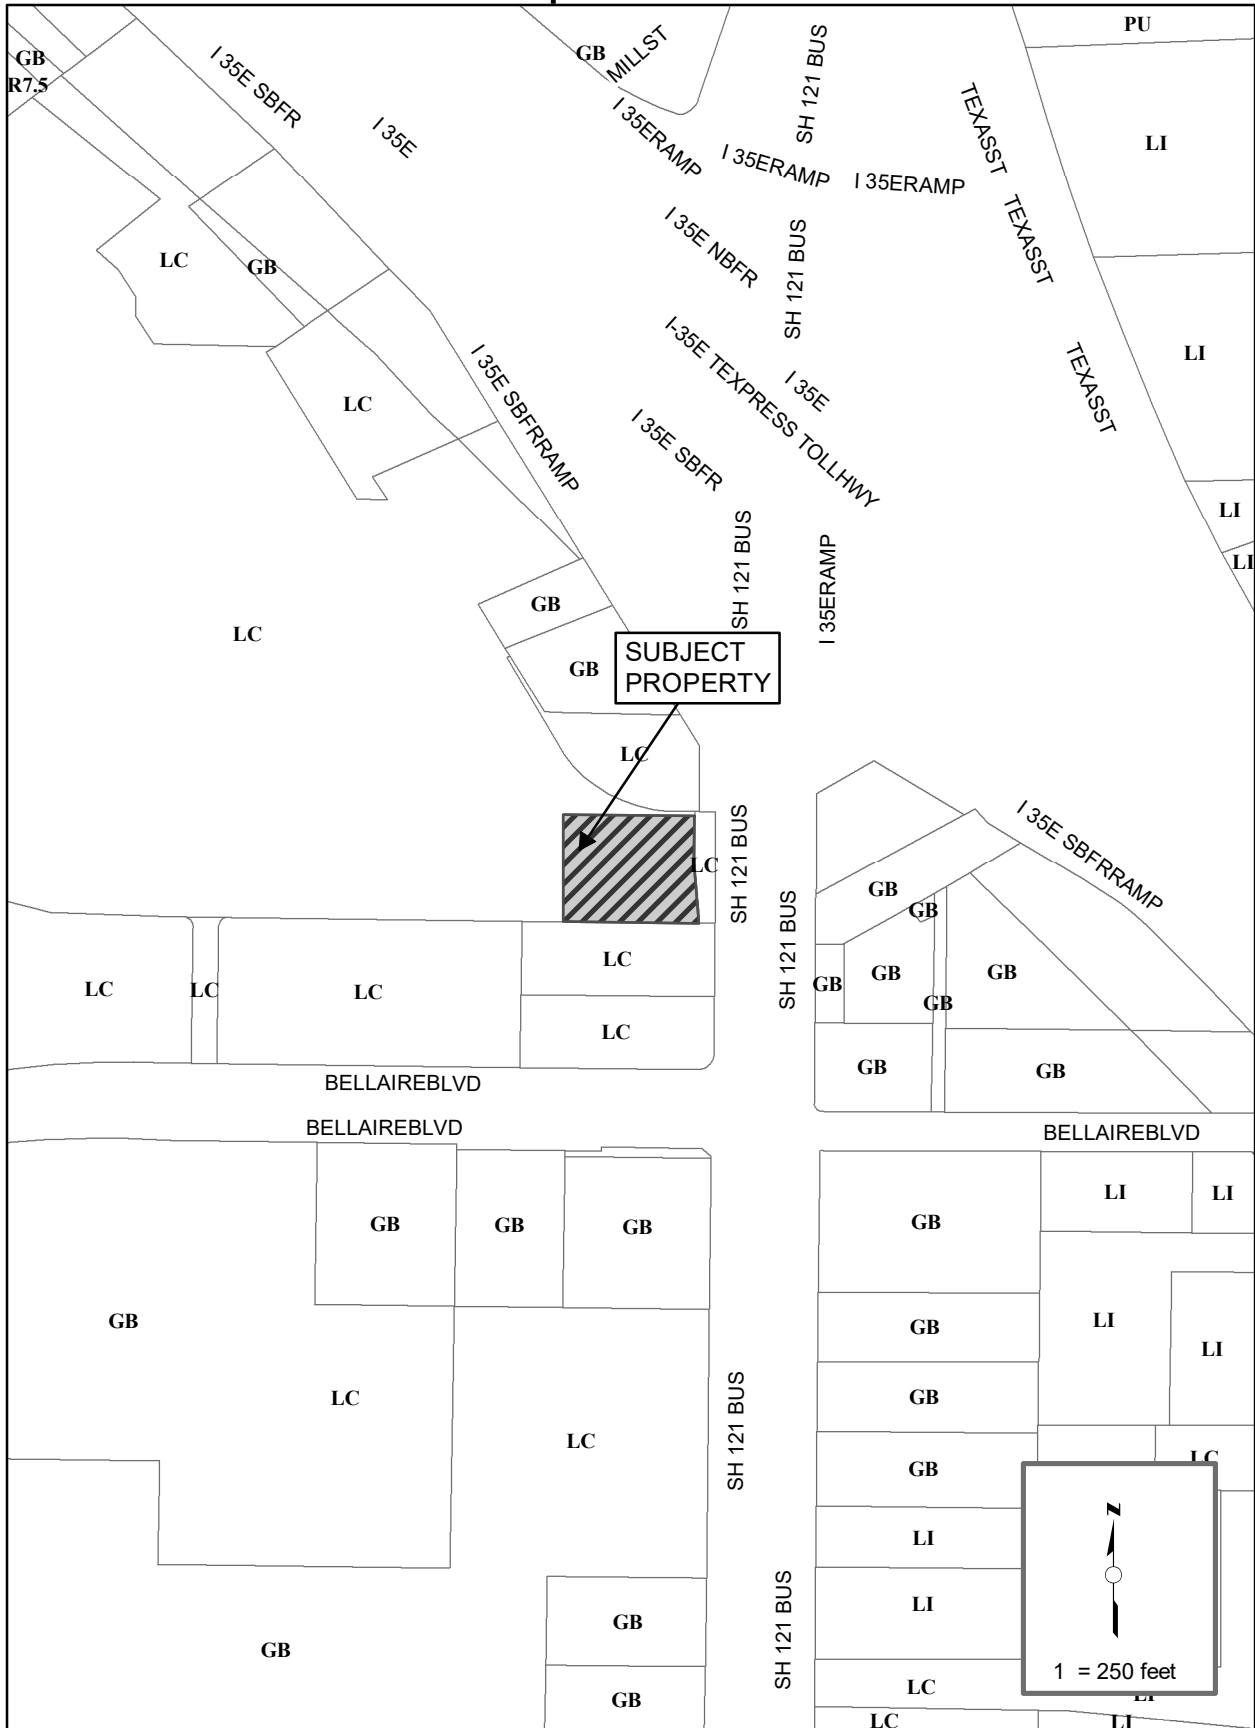 PU
GB
R7.5
I 35E SBFR
I 35E
GB
MILLST
SH 121 BUS
I 35ERAMP
I 35ERAMP
I 35ERAMP
TEXASST
LI
LC
GB
I 35E NBFR
SH 121 BUS
TEXASST
LI
LC
I 35E SBFRRAMP
I-35E TEXPRESS TOLLHWY
I 35E
I 35E SBFR
TEXASST
LI
LI
SH 121 BUS
I 35ERAMP
LC
GB
GB
SUBJECT
PROPERTY
LC
LC
SH 121 BUS
I 35E SBFRRAMP
GB
GB
SH 121 BUS
LC
LC
LC
LC
LC
GB
GB
GB
GB
GB
GB
BELLAIREBLVD
BELLAIREBLVD
BELLAIREBLVD
GB
GB
GB
GB
LI
LI
GB
GB
LI
LI
LC
LC
SH 121 BUS
GB
GB
LC
LI
LI
SH 121 BUS
GB
GB
GB
LC
LC
LI
LI
N
1 = 250 feet